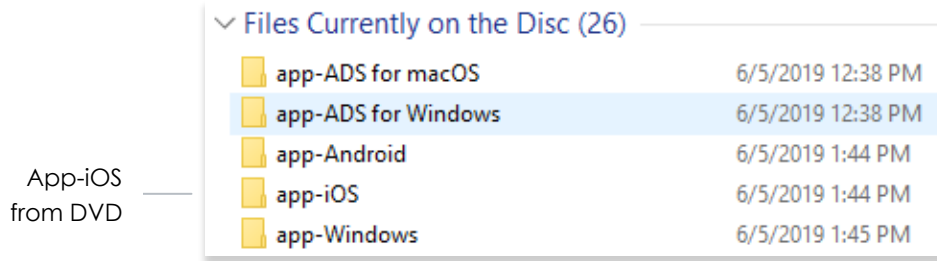 Files Currently on the Disc (26)
app-ADS for macOS 6/5/2019 12:38 PM
app-ADS for Windows 6/5/2019 12:38 PM
app-Android 6/5/2019 1:44 PM
App-iOS
from DVD
app-iOS 6/5/2019 1:44 PM
app-Windows 6/5/2019 1:45 PM